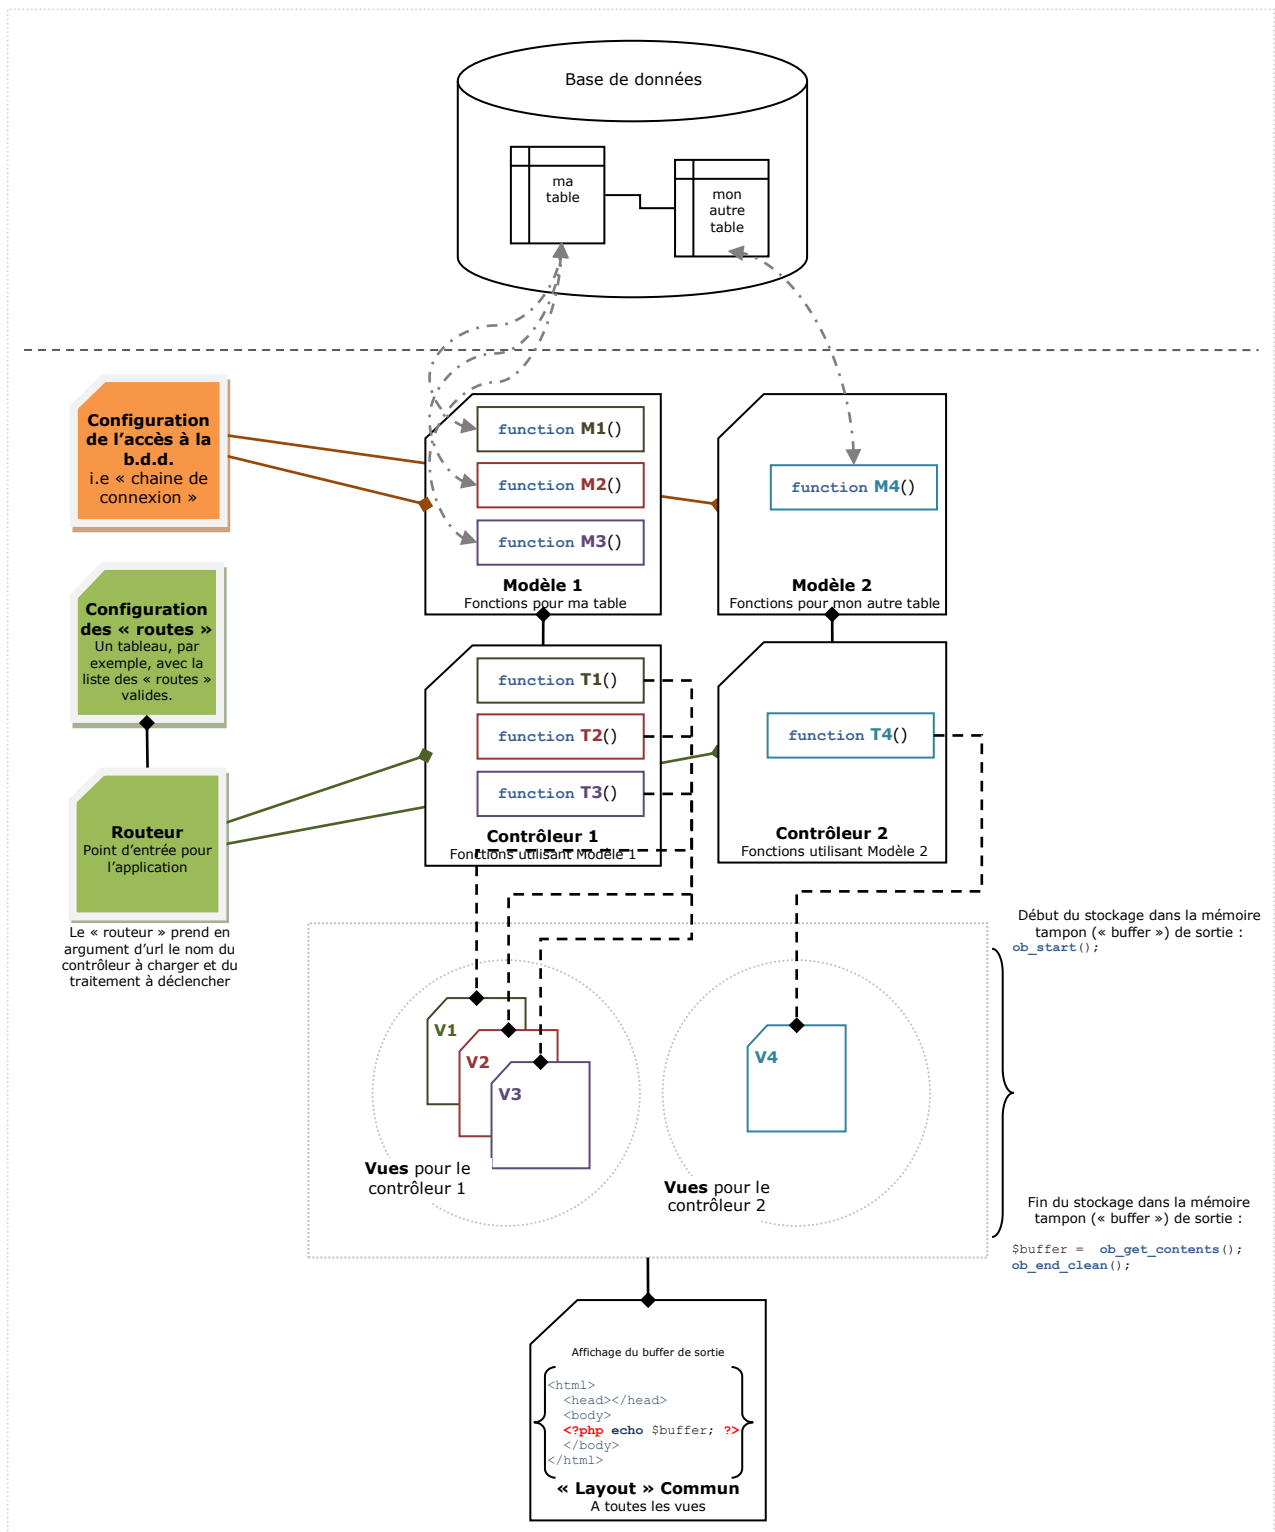 Base de données
ma
table
mon
autre
table
Configuration
de l’accès à la
b.d.d.
i.e « chaine de
connexion »
function M1()
function M2()
function M3()
Modèle 1
Fonctions pour ma table
function M4()
Modèle 2
Fonctions pour mon autre table
Configuration
des « routes »
Un tableau, par
exemple, avec la
liste des « routes »
valides.
function T1()
function T2()
function T3()
Contrôleur 1
Fonctions utilisant Modèle 1
function T4()
Contrôleur 2
Fonctions utilisant Modèle 2
Routeur
Point d’entrée pour
l’application
Le « routeur » prend en
argument d’url le nom du
contrôleur à charger et du
traitement à déclencher
Début du stockage dans la mémoire
tampon (« buffer ») de sortie :
ob_start();
V1
V2
V3
Vues pour le
contrôleur 1
V4
Vues pour le
contrôleur 2
Fin du stockage dans la mémoire
tampon (« buffer ») de sortie :
$buffer =  ob_get_contents();
ob_end_clean();
Affichage du buffer de sortie
<html>
<head></head>
<body>
<?php echo $buffer; ?>
</body>
</html>
« Layout » Commun
A toutes les vues